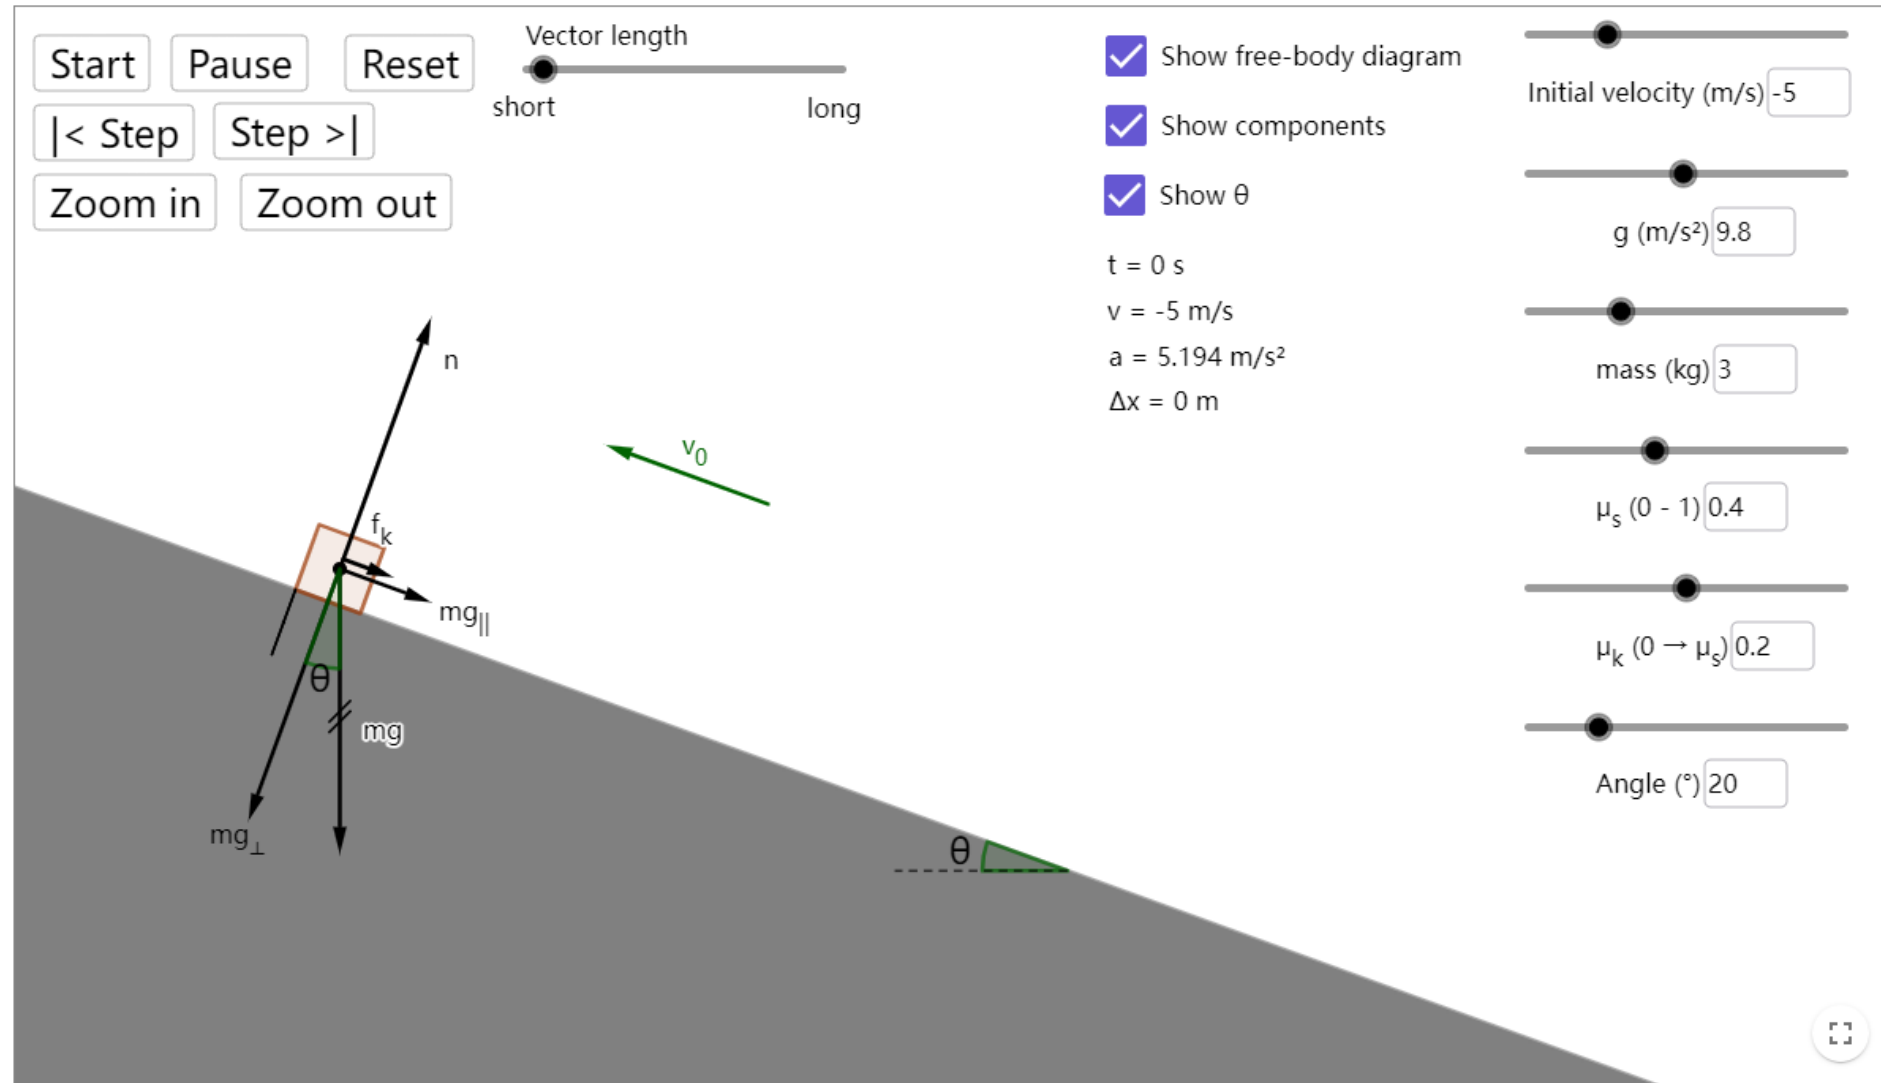 Start Pause Reset
|< Step Step >|
Zoom in Zoom out
Vector length
short long
Show free-body diagram
Show components
Show θ
t = 0 s
v = -5 m/s
a = 5.194 m/s²
Δx = 0 m
Initial velocity (m/s) -5
g (m/s²) 9.8
mass (kg) 3
μs (0 - 1) 0.4
μk (0 → μs) 0.2
Angle (°) 20
n
v0
fk
mg||
θ
mg
mg⊥
θ